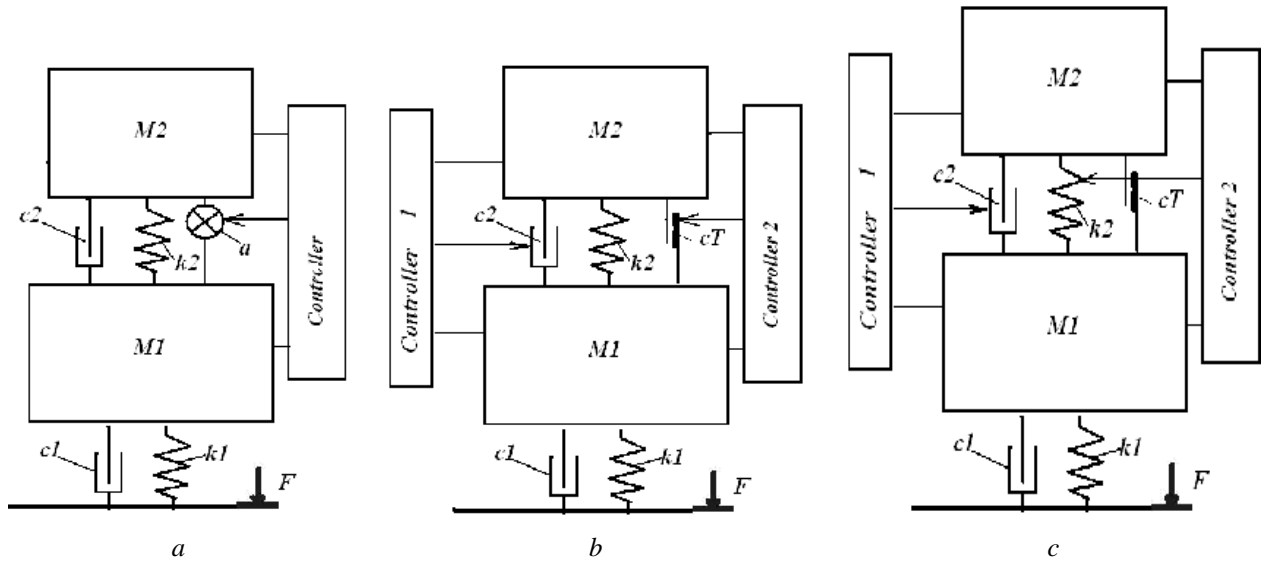 M2
c2
k2
a
Controller
M1
c1
k1
F
a
Controller 1
M2
c2
k2
cT
Controller 2
M1
c1
k1
F
b
Controller 1
M2
c2
k2
cT
Controller 2
M1
c1
k1
F
c